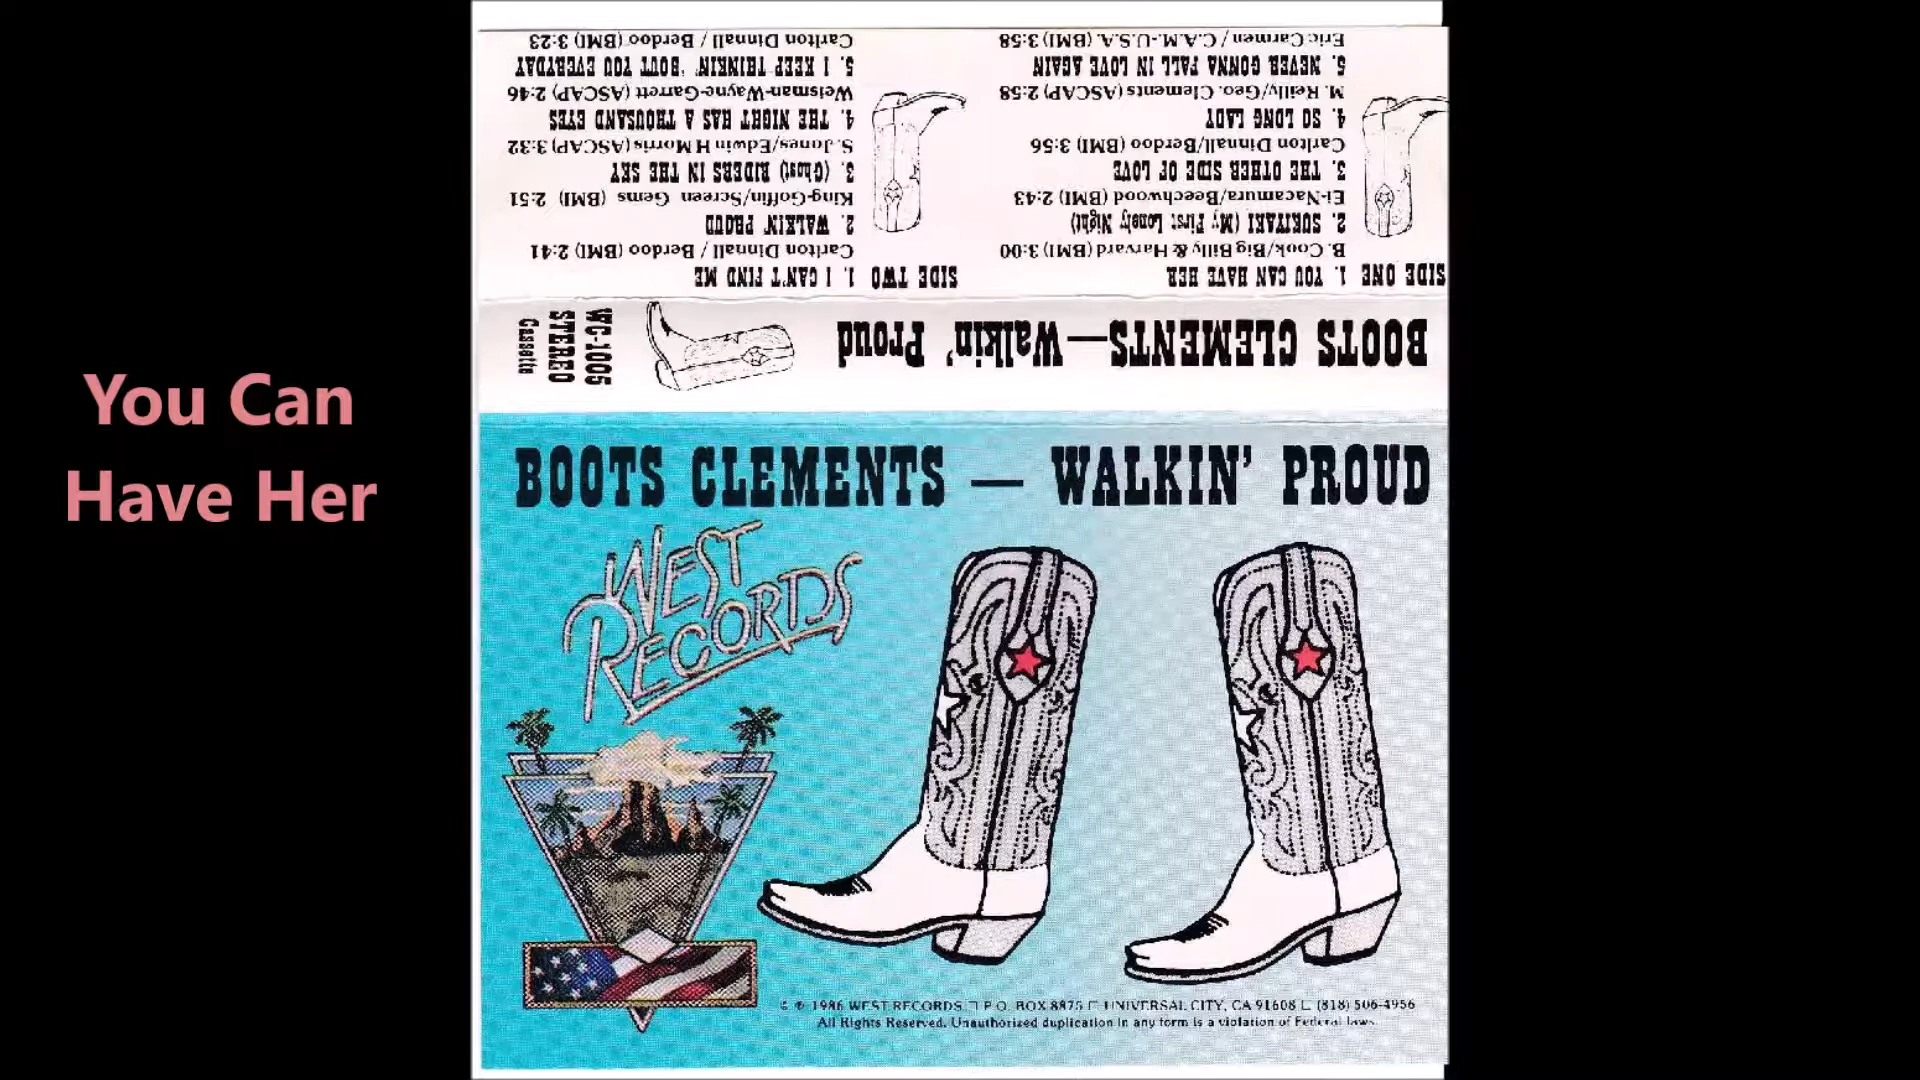 You Can
Have Her
SIDE ONE
1. YOU CAN HAVE HER
B. Cook/Big Billy & Harvard (BMI) 3:00
2. SUKIYAKI (My First Lonely Night)
Ei-Nacamura/Beechwood (BMI) 2:43
3. THE OTHER SIDE OF LOVE
Carlton Dinnall/Berdoo (BMI) 3:56
4. SO LONG LADY
M. Reilly/Geo. Clements (ASCAP) 2:58
5. NEVER GONNA FALL IN LOVE AGAIN
Eric Carmen / C.A.M.-U.S.A. (BMI) 3:58
SIDE TWO
1. I CAN'T FIND ME
Carlton Dinnall / Berdoo (BMI) 2:41
2. WALKIN' PROUD
King-Goffin/Screen Gems (BMI) 2:51
3. (Ghost) RIDERS IN THE SKY
S. Jones/Edwin H Morris (ASCAP) 3:32
4. THE NIGHT HAS A THOUSAND EYES
Weisman-Wayne-Garrett (ASCAP) 2:46
5. I KEEP THINKIN' 'BOUT YOU EVERYDAY
Carlton Dinnall / Berdoo (BMI) 3:23
BOOTS CLEMENTS—Walkin' Proud
WC-1005
STEREO
Cassette
BOOTS CLEMENTS — WALKIN' PROUD
WEST
RECORDS
© ℗ 1986 WEST RECORDS □ P.O. BOX 8875 □ UNIVERSAL CITY, CA 91608 □ (818) 506-4956
All Rights Reserved. Unauthorized duplication in any form is a violation of Federal laws.